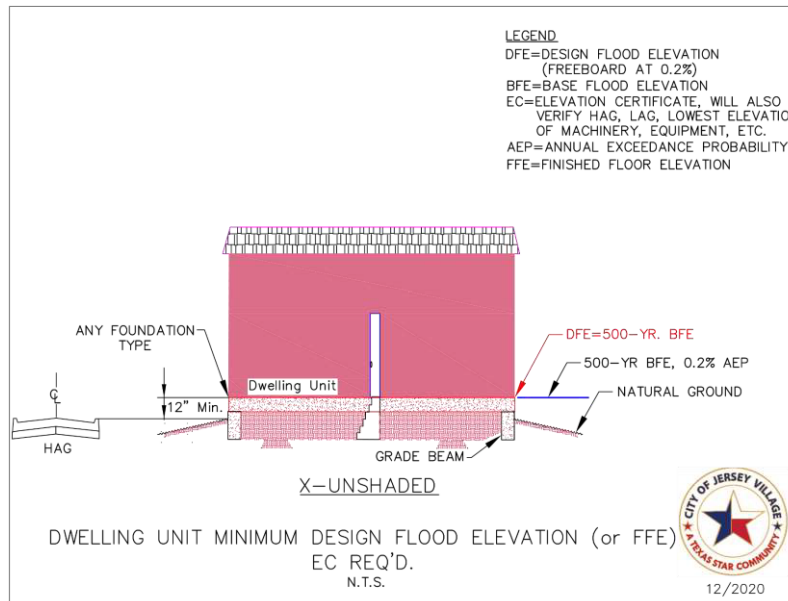 LEGEND
DFE=DESIGN FLOOD ELEVATION
(FREEBOARD AT 0.2%)
BFE=BASE FLOOD ELEVATION
EC=ELEVATION CERTIFICATE, WILL ALSO
VERIFY HAG, LAG, LOWEST ELEVATIO
OF MACHINERY, EQUIPMENT, ETC.
AEP=ANNUAL EXCEEDANCE PROBABILITY
FFE=FINISHED FLOOR ELEVATION
ANY FOUNDATION
TYPE
DFE=500-YR. BFE
500-YR BFE, 0.2% AEP
Dwelling Unit
NATURAL GROUND
℄
12" Min.
HAG
GRADE BEAM
X-UNSHADED
DWELLING UNIT MINIMUM DESIGN FLOOD ELEVATION (or FFE)
EC REQ'D.
N.T.S.
CITY OF JERSEY VILLAGE
A TEXAS STAR COMMUNITY
12/2020